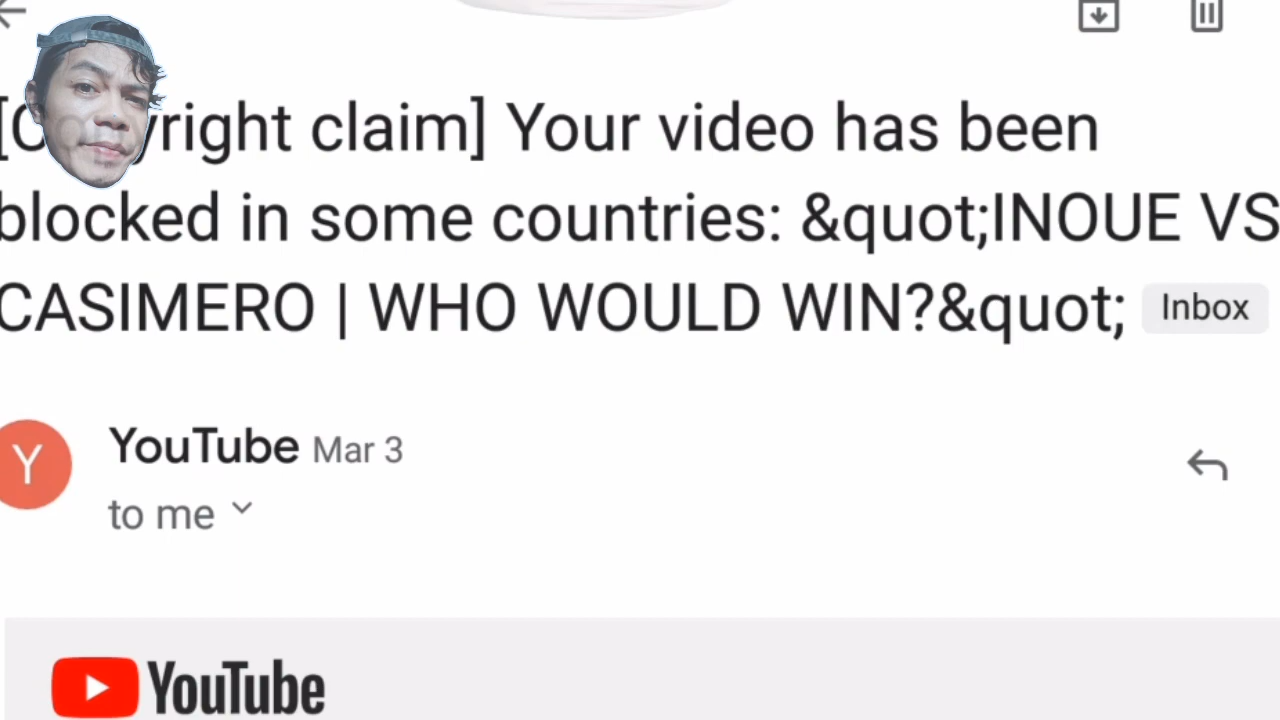 right claim] Your video has been
blocked in some countries: &quot;INOUE VS
CASIMERO | WHO WOULD WIN?&quot; Inbox
Y YouTube Mar 3
to me
YouTube